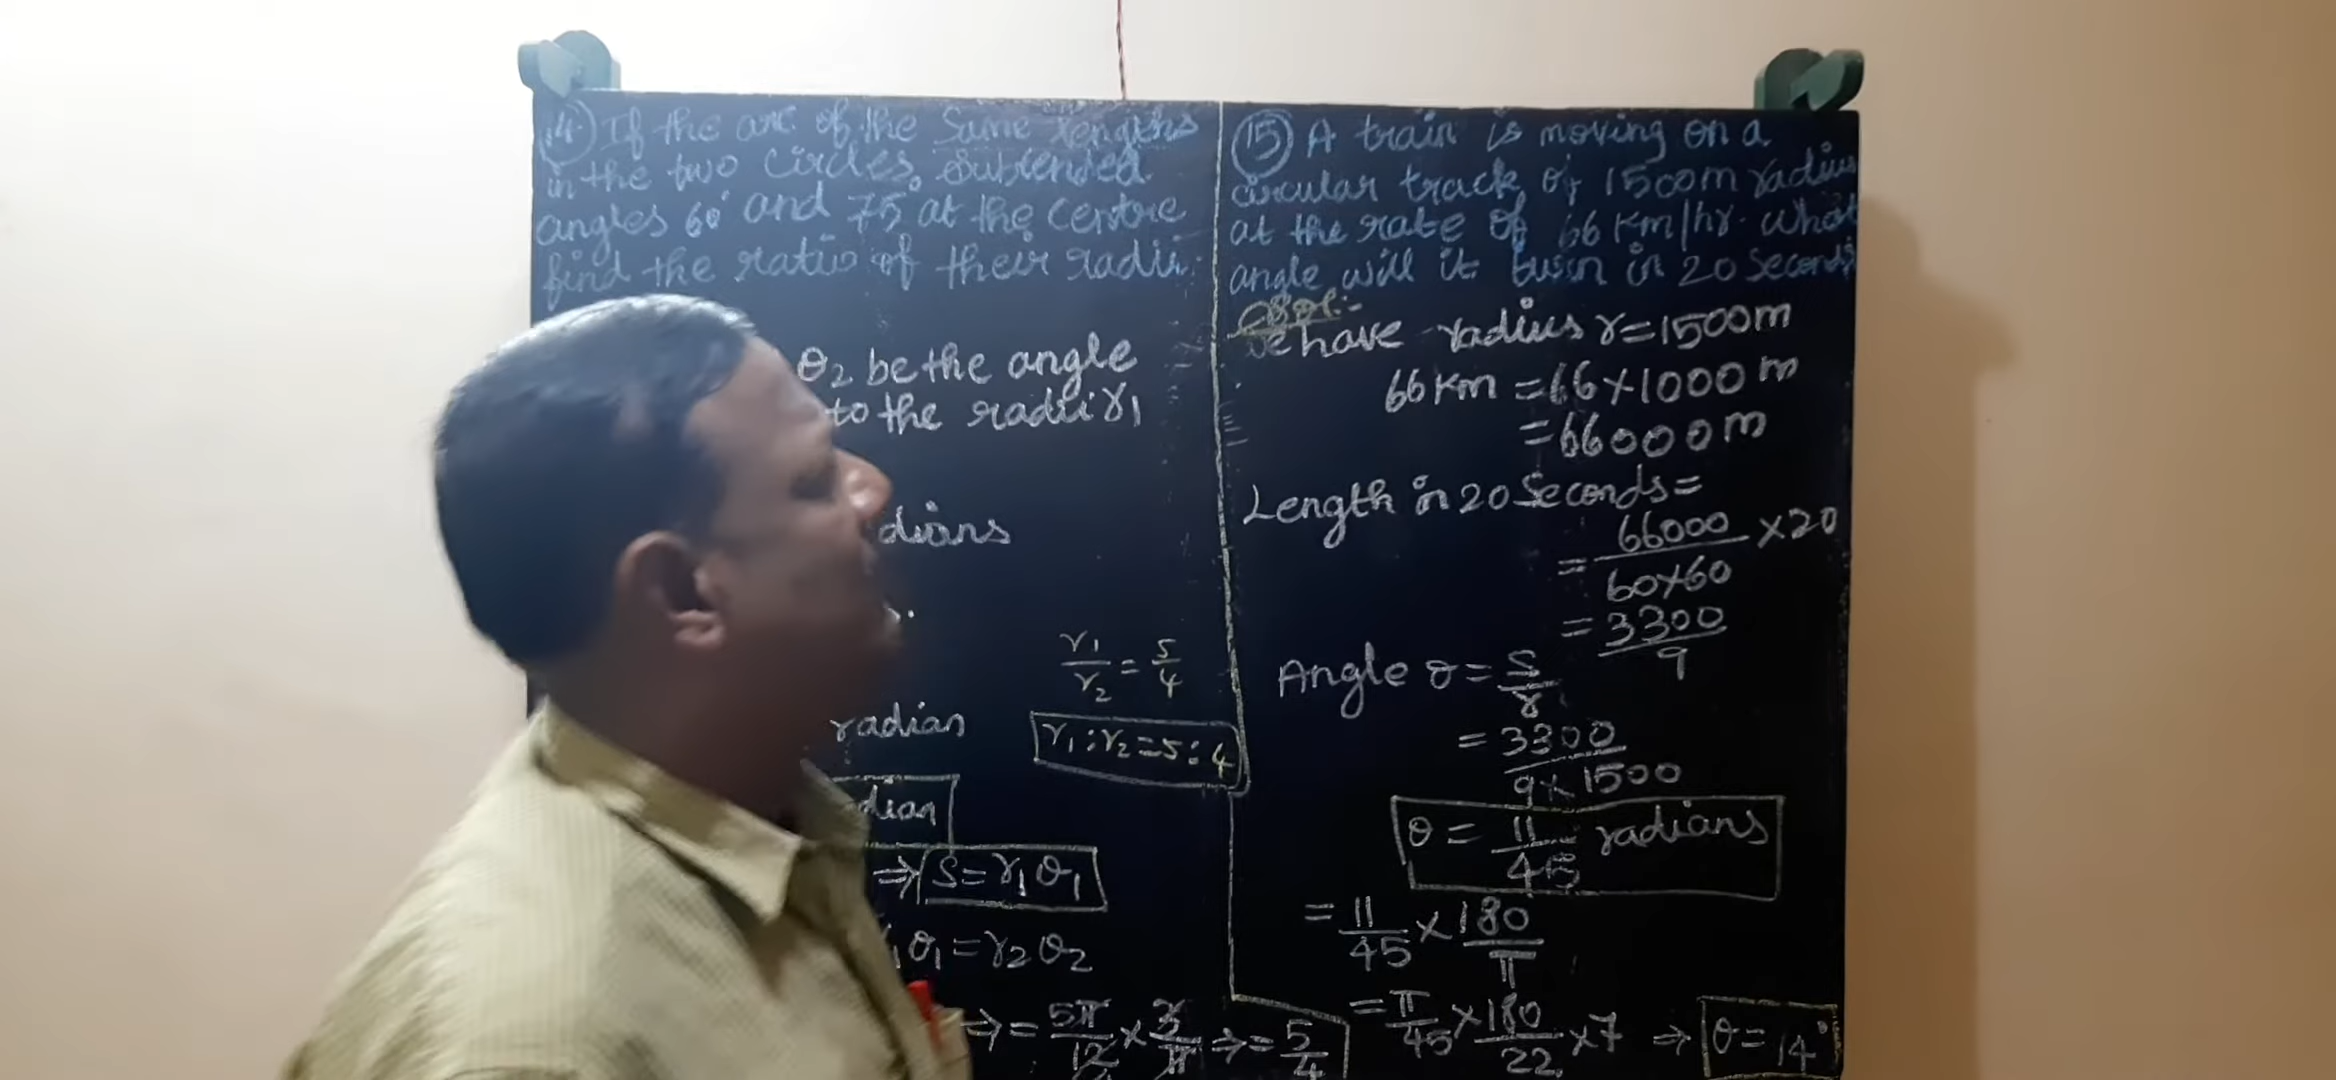 14) If the arc of the same lengths
in the two circles subtended
angles 60° and 75° at the centre
find the ratio of their radii.
θ2 be the angle
to the radii r1
dians
r1/r2 = 5/4
radian
r1:r2=5:4
dian
⇒ S=r1θ1
1θ1=r2θ2
⇒ = 5π/12 × 3/π ⇒ = 5/4
15) A train is moving on a
circular track of 1500m radius
at the rate of 66 Km/hr. What
angle will it turn in 20 Seconds
Sol:-
We have radius r=1500m
66 Km = 66×1000 m
=66000 m
Length in 20 Seconds=
= 66000/60×60 ×20
= 3300/9
Angle θ = S/r
= 3300/9×1500
θ = 11/45 radians
= 11/45 × 180/π
= π/45 × 180/22 ×7 ⇒ θ = 14°